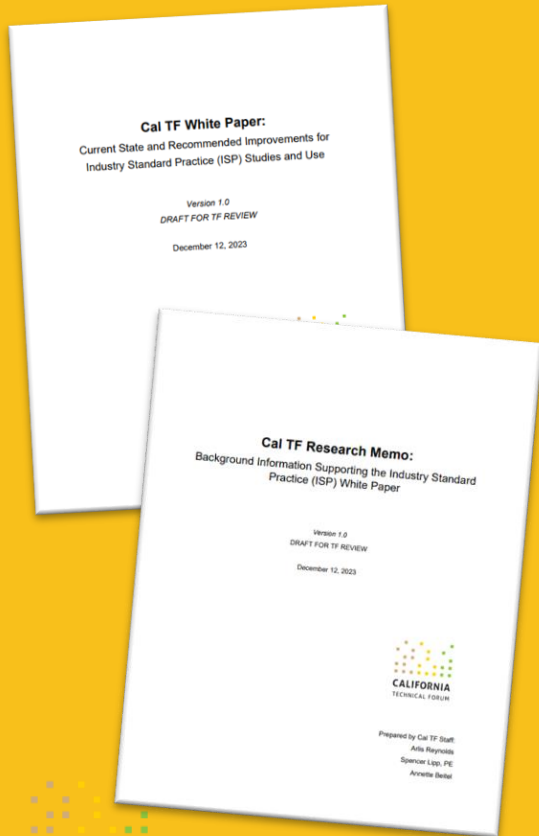 Cal TF White Paper:
Current State and Recommended Improvements for
Industry Standard Practice (ISP) Studies and Use
Version 1.0
DRAFT FOR TF REVIEW
December 12, 2023
Cal TF Research Memo:
Background Information Supporting the Industry Standard
Practice (ISP) White Paper
Version 1.0
DRAFT FOR TF REVIEW
December 12, 2023
CALIFORNIA
TECHNICAL FORUM
Prepared by Cal TF Staff:
Arlis Reynolds
Spencer Lipp, PE
Annette Beitel